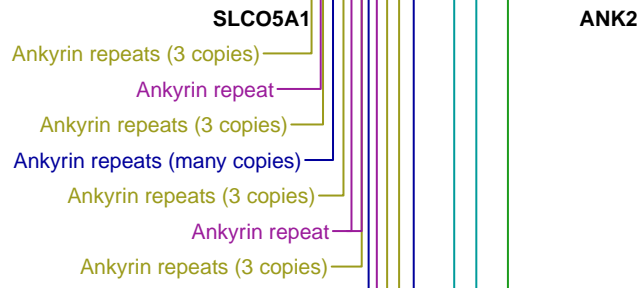 SLCO5A1 ANK2
Ankyrin repeats (3 copies)
Ankyrin repeat
Ankyrin repeats (3 copies)
Ankyrin repeats (many copies)
Ankyrin repeats (3 copies)
Ankyrin repeat
Ankyrin repeats (3 copies)